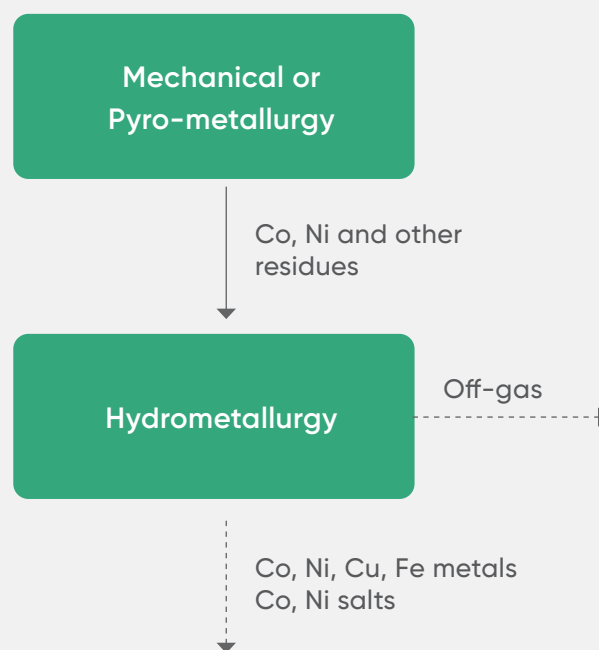 Mechanical or
Pyro-metallurgy
Co, Ni and other
residues
Hydrometallurgy
Off-gas
Co, Ni, Cu, Fe metals
Co, Ni salts